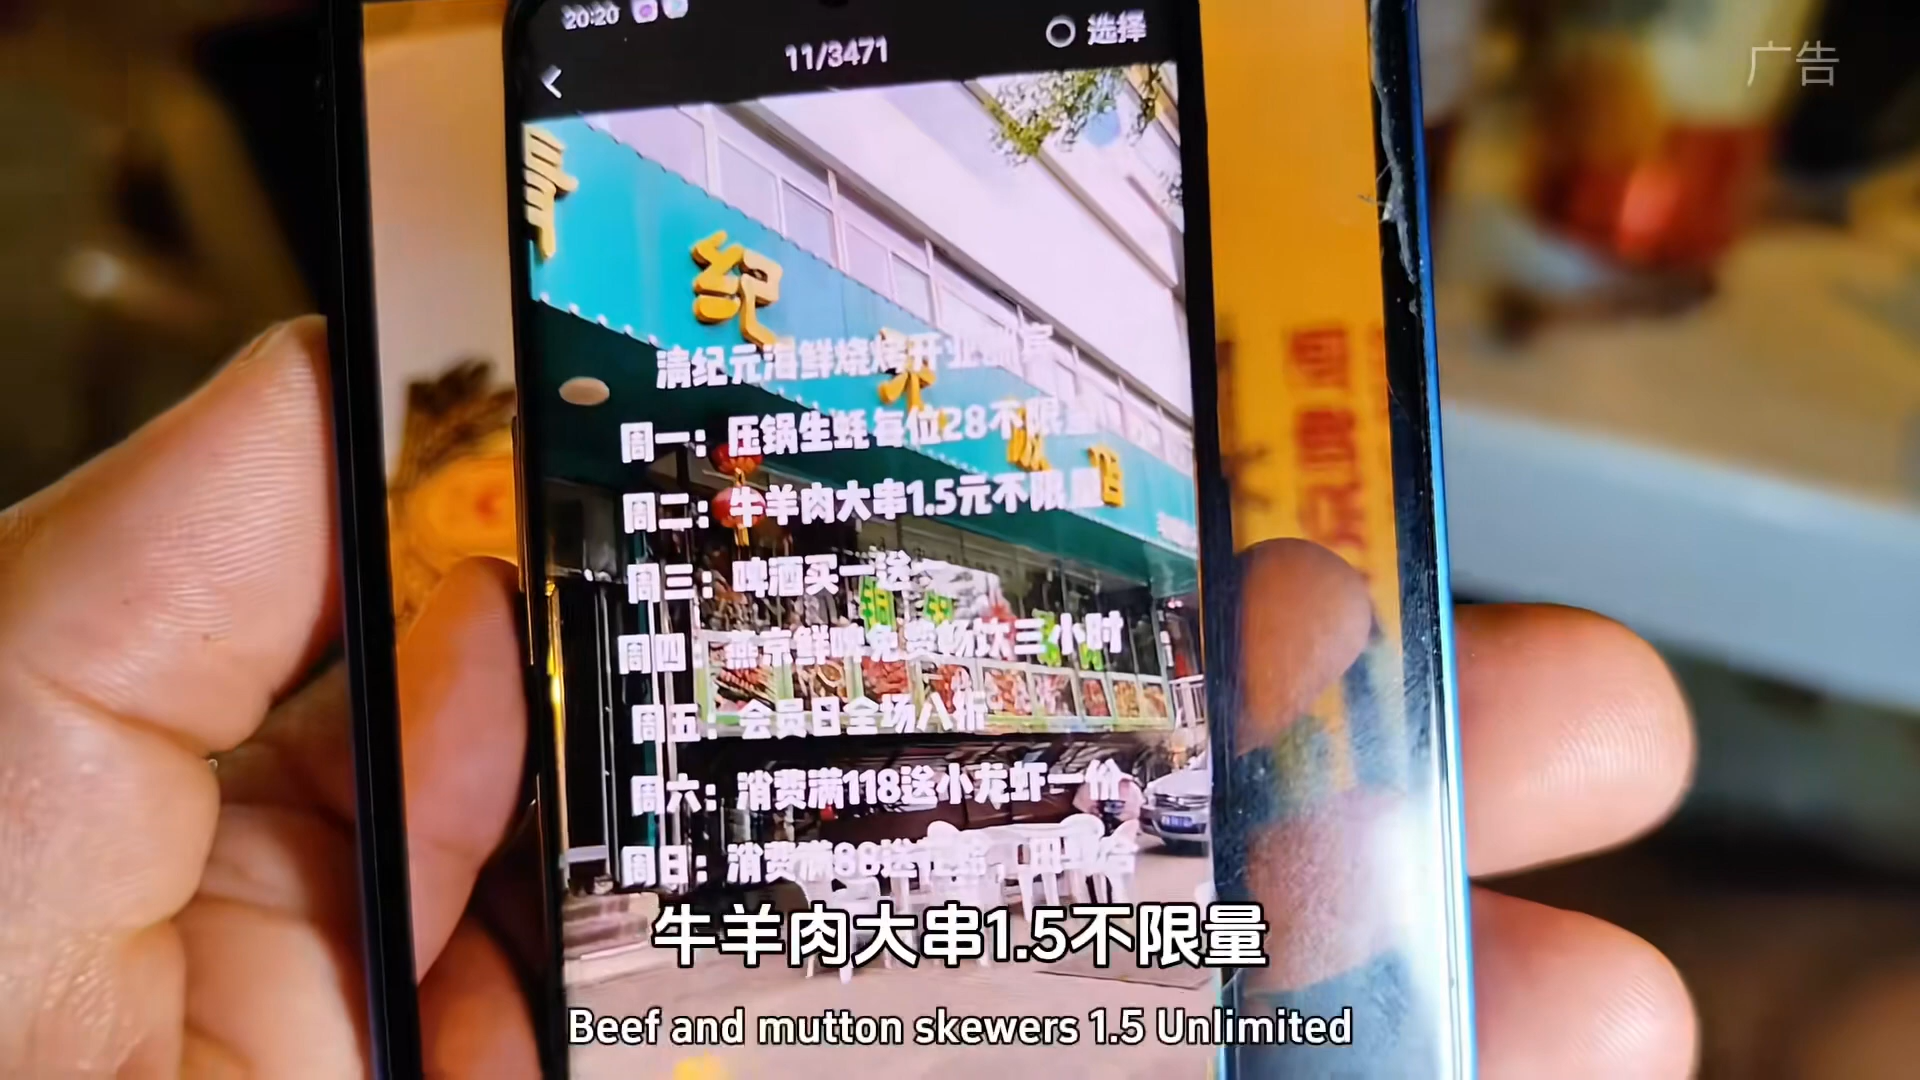 20:20
选择
11/3471
广告
纪
清纪元海鲜烧烤开业
周一：压锅生蚝每位28不限量
周二：牛羊肉大串1.5元不限量
周三：啤酒买一送一
周四：燕京鲜啤免费畅饮三小时
周五：会员日全场八折
周六：消费满118送小龙虾一份
周日：消费满88送
牛羊肉大串1.5不限量
Beef and mutton skewers 1.5 Unlimited